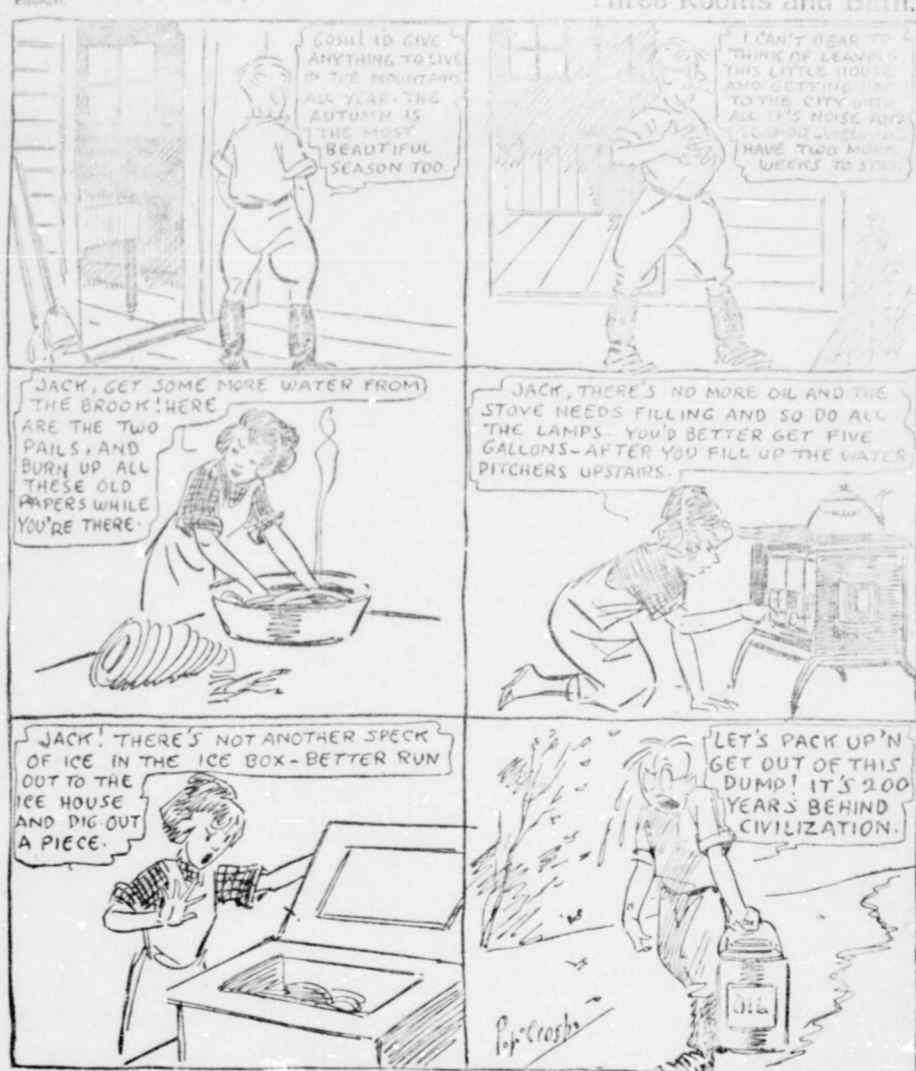 Three Rooms and Bath.
GOSH! I'D GIVE
ANYTHING TO LIVE
IN THE MOUNTAINS
ALL YEAR. THE
AUTUMN IS
THE MOST
BEAUTIFUL
SEASON TOO.
I CAN'T BEAR TO
THINK OF LEAVING
THIS LITTLE HOUSE
AND GETTING
TO THE CITY WITH
ALL IT'S NOISE AND
HAVE TWO MORE
WEEKS TO STAY
JACK, GET SOME MORE WATER FROM
THE BROOK! HERE
ARE THE TWO
PAILS, AND
BURN UP ALL
THESE OLD
PAPERS WHILE
YOU'RE THERE.
JACK, THERE'S NO MORE OIL AND THE
STOVE NEEDS FILLING AND SO DO ALL
THE LAMPS. YOU'D BETTER GET FIVE
GALLONS-AFTER YOU FILL UP THE WATER
PITCHERS UPSTAIRS.
JACK! THERE'S NOT ANOTHER SPECK
OF ICE IN THE ICE BOX-BETTER RUN
OUT TO THE
ICE HOUSE
AND DIG OUT
A PIECE.
LET'S PACK UP'N
GET OUT OF THIS
DUMP! IT'S 200
YEARS BEHIND
CIVILIZATION.
OIL
Crosby